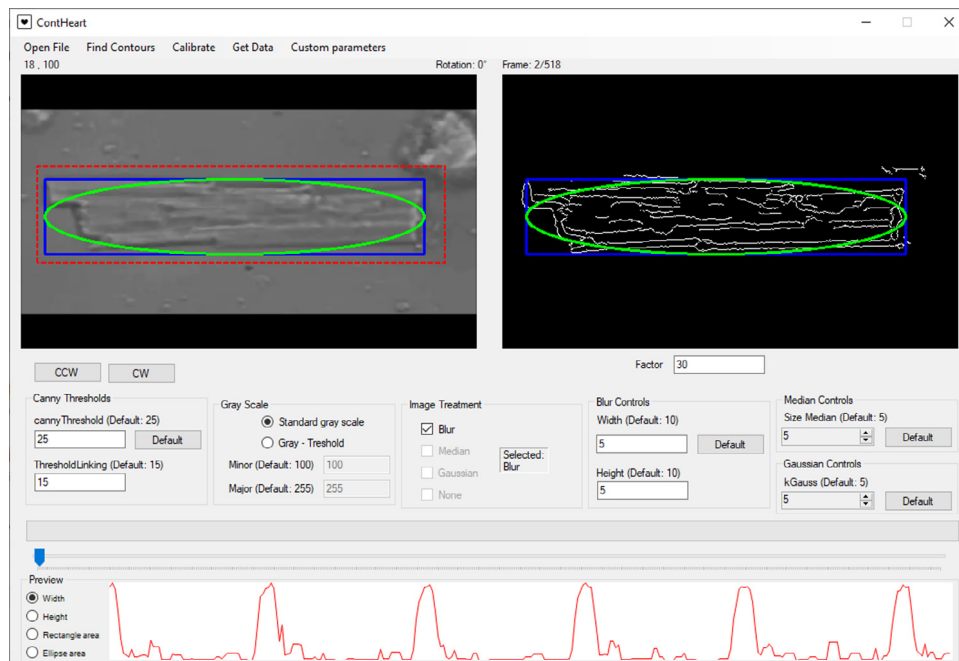 ContHeart
Open File Find Contours Calibrate Get Data Custom parameters
18 , 100 Rotation: 0° Frame: 2/518
CCW CW
Factor 30
Canny Thresholds
cannyThreshold (Default: 25)
25 Default
ThresholdLinking (Default: 15)
15
Gray Scale
Standard gray scale
Gray - Treshold
Minor (Default: 100) 100
Major (Default: 255) 255
Image Treatment
Blur
Median
Gaussian
None
Selected:
Blur
Blur Controls
Width (Default: 10)
5 Default
Height (Default: 10)
5
Median Controls
Size Median (Default: 5)
5 Default
Gaussian Controls
kGauss (Default: 5)
5 Default
Preview
Width
Height
Rectangle area
Ellipse area